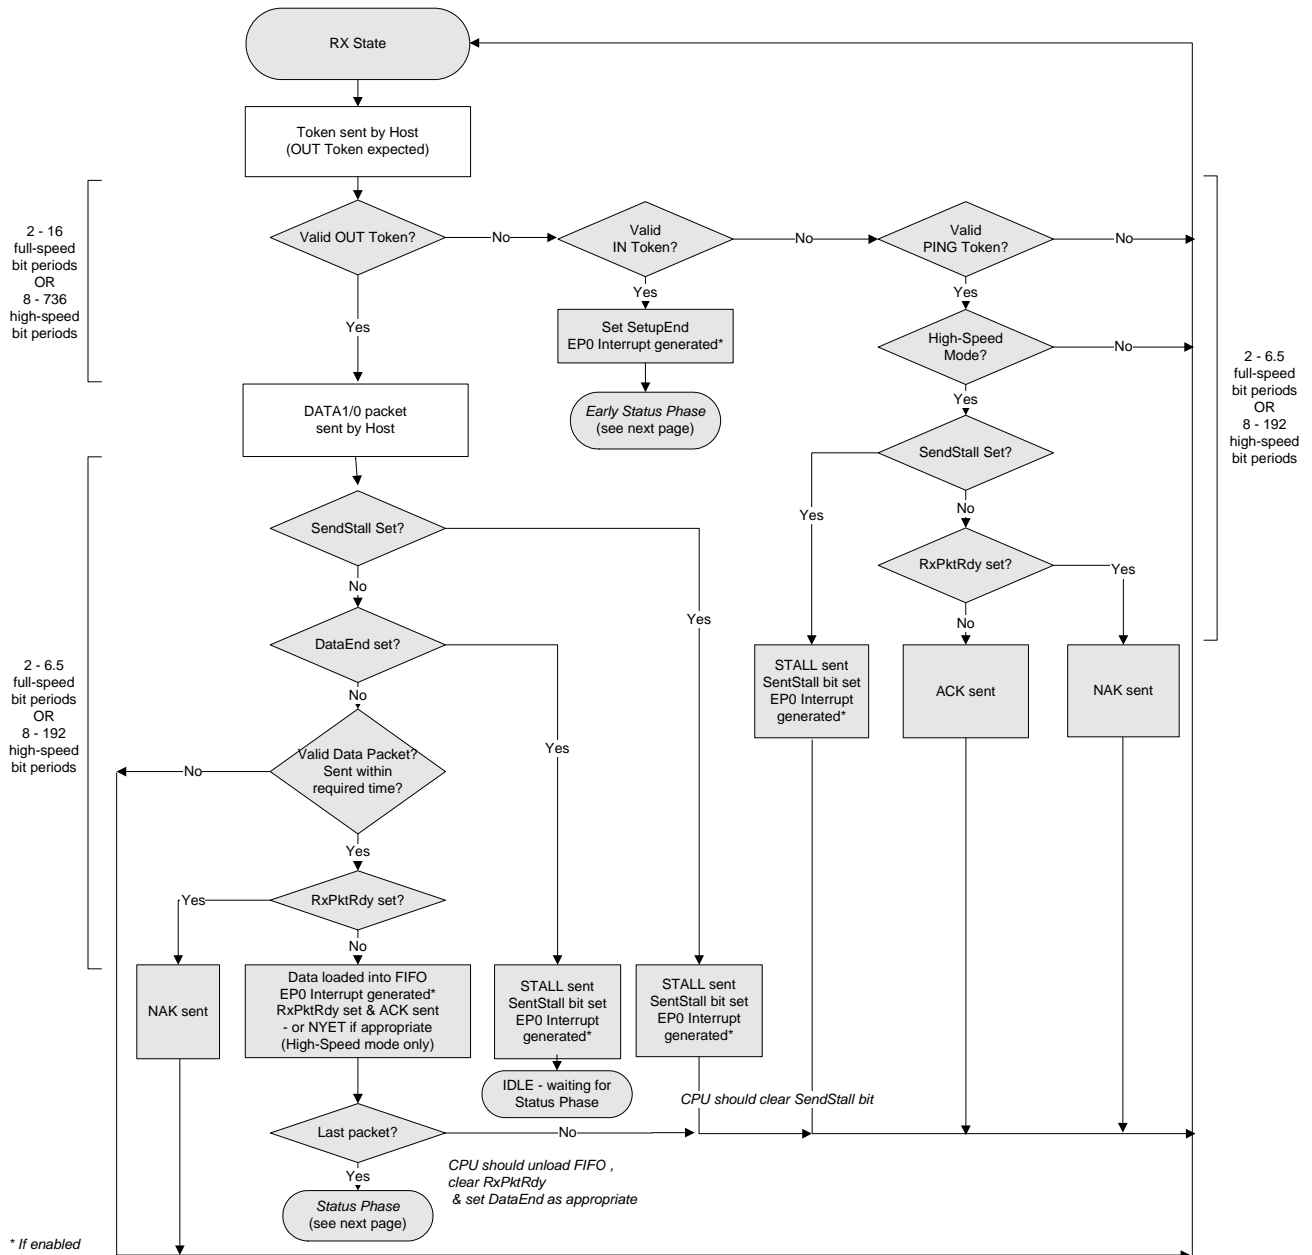 RX State
Token sent by Host
(OUT Token expected)
2 - 16
full-speed
bit periods
OR
8 - 736
high-speed
bit periods
Valid OUT Token?
No
Valid
IN Token?
No
Valid
PING Token?
No
Yes
Yes
Yes
Set SetupEnd
EP0 Interrupt generated*
High-Speed
Mode?
No
2 - 6.5
full-speed
bit periods
OR
8 - 192
high-speed
bit periods
Early Status Phase
(see next page)
Yes
DATA1/0 packet
sent by Host
SendStall Set?
Yes
No
SendStall Set?
Yes
No
RxPktRdy set?
Yes
No
DataEnd set?
Yes
No
STALL sent
SentStall bit set
EP0 Interrupt
generated*
ACK sent
NAK sent
2 - 6.5
full-speed
bit periods
OR
8 - 192
high-speed
bit periods
Valid Data Packet?
Sent within
required time?
No
Yes
RxPktRdy set?
Yes
No
NAK sent
Data loaded into FIFO
EP0 Interrupt generated*
RxPktRdy set & ACK sent
- or NYET if appropriate
(High-Speed mode only)
STALL sent
SentStall bit set
EP0 Interrupt
generated*
STALL sent
SentStall bit set
EP0 Interrupt
generated*
IDLE - waiting for
Status Phase
CPU should clear SendStall bit
Last packet?
No
Yes
CPU should unload FIFO ,
clear RxPktRdy
& set DataEnd as appropriate
Status Phase
(see next page)
* If enabled